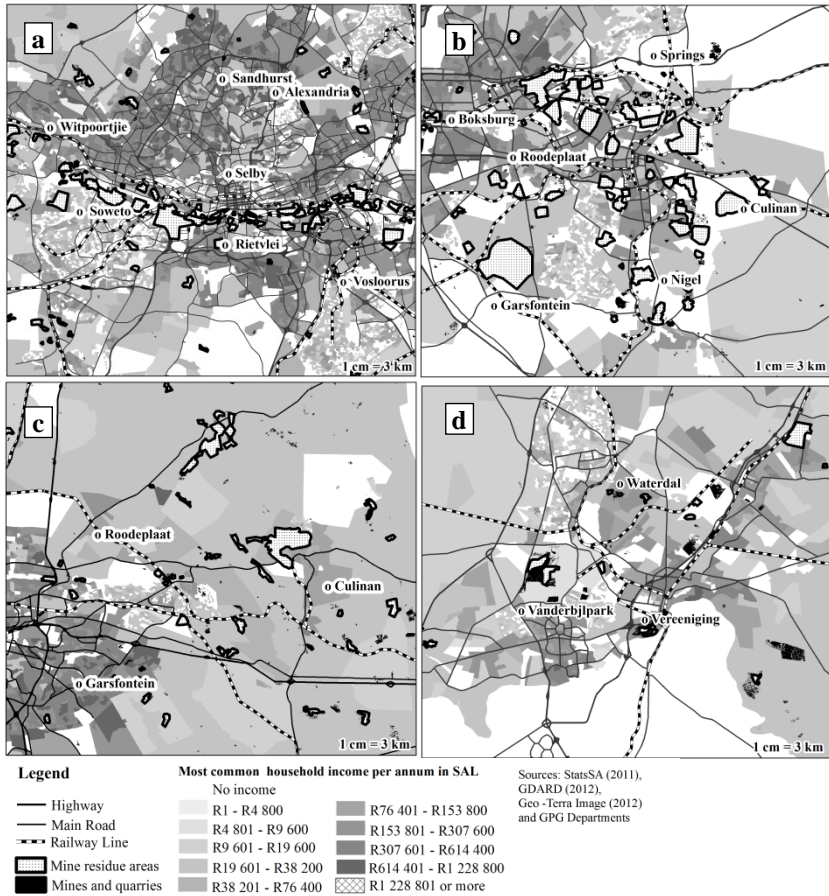 a
o Sandhurst
o Alexandria
o Witpoortjie
o Selby
o Soweto
o Rietvlei
o Vosloorus
1 cm = 3 km
b
o Springs
o Boksburg
o Roodeplaat
o Culinan
o Nigel
o Garsfontein
1 cm = 3 km
c
o Roodeplaat
o Culinan
o Garsfontein
1 cm = 3 km
d
o Waterdal
o Vanderbjlpark
o Vereeniging
1 cm = 3 km
Legend
Highway
Main Road
Railway Line
Mine residue areas
Mines and quarries
Most common household income per annum in SAL
No income
R1 - R4 800
R4 801 - R9 600
R9 601 - R19 600
R19 601 - R38 200
R38 201 - R76 400
R76 401 - R153 800
R153 801 - R307 600
R307 601 - R614 400
R614 401 - R1 228 800
R1 228 801 or more
Sources: StatsSA (2011),
GDARD (2012),
Geo -Terra Image (2012)
and GPG Departments